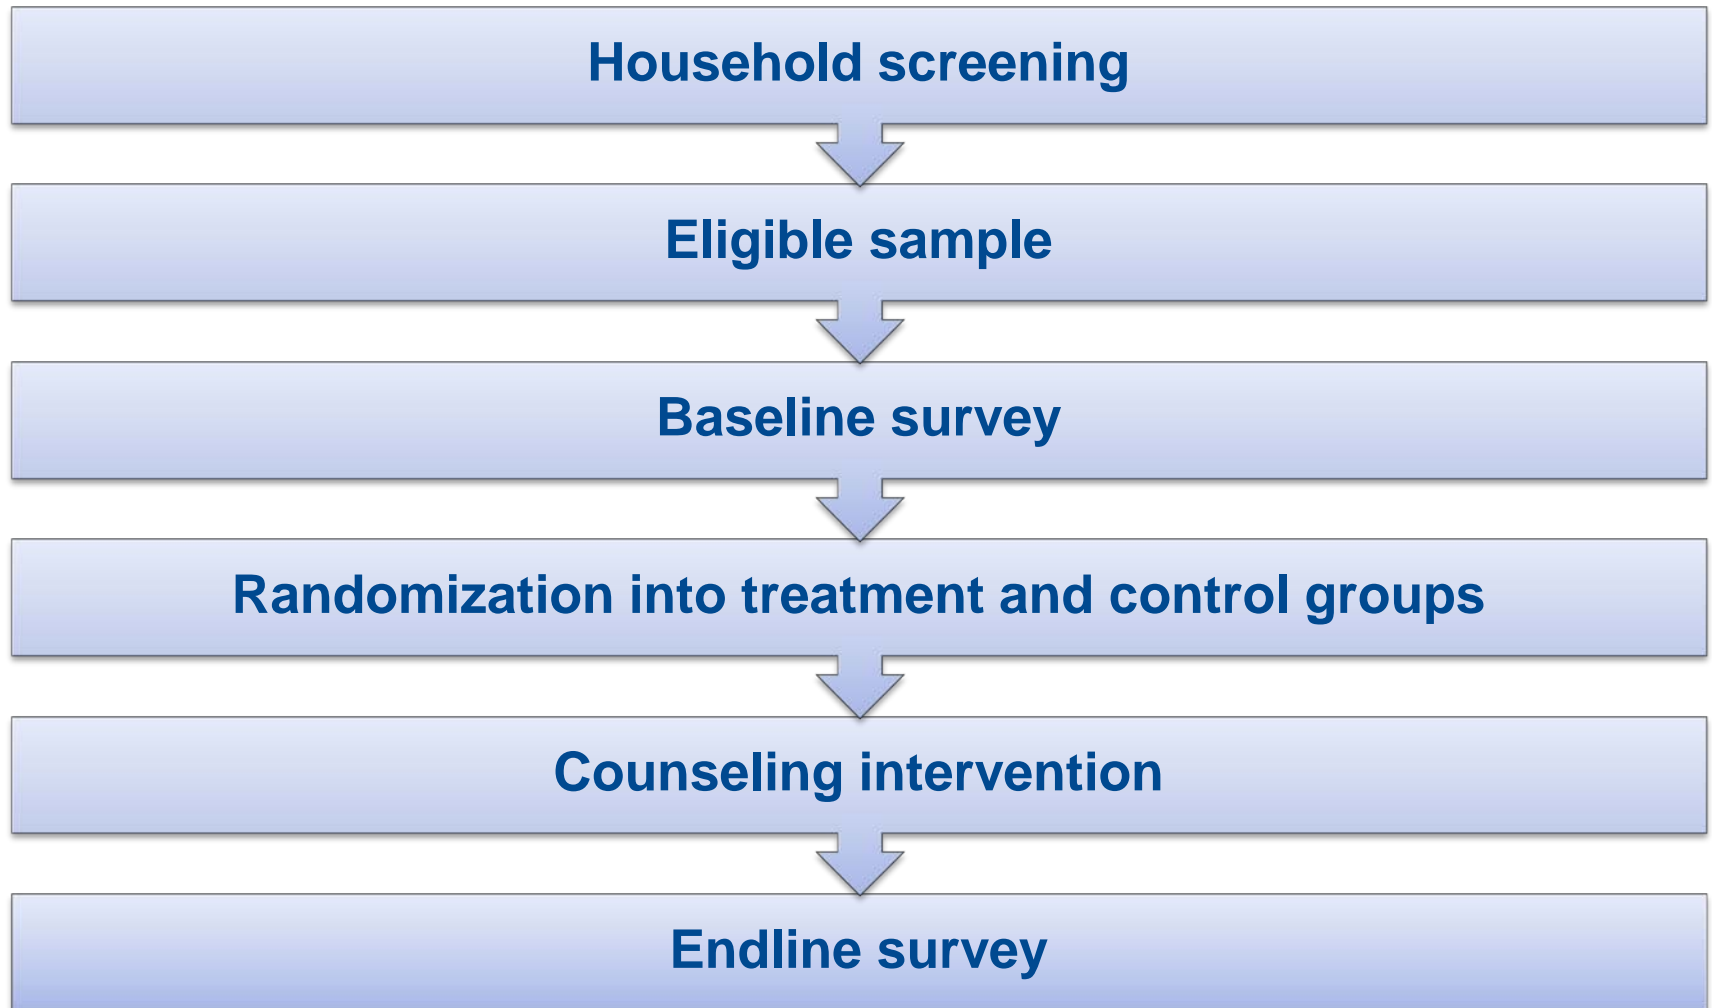 Household screening
Eligible sample
Baseline survey
Randomization into treatment and control groups
Counseling intervention
Endline survey